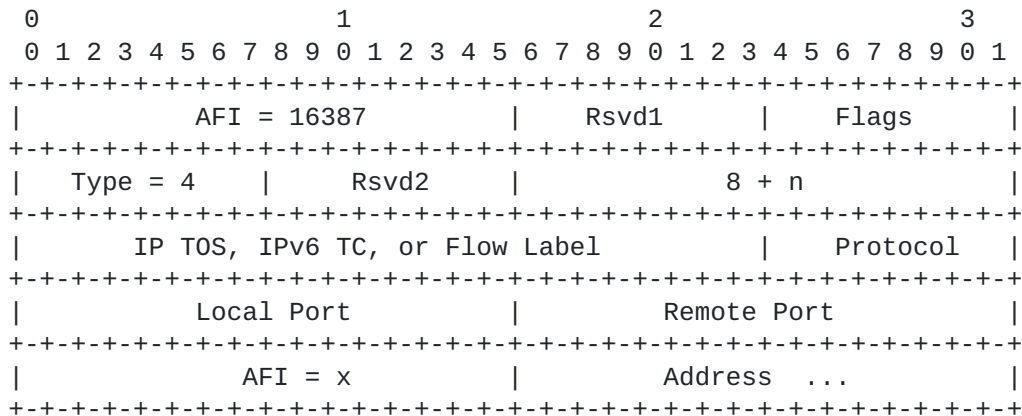 0                   1                   2                   3
 0 1 2 3 4 5 6 7 8 9 0 1 2 3 4 5 6 7 8 9 0 1 2 3 4 5 6 7 8 9 0 1
+-+-+-+-+-+-+-+-+-+-+-+-+-+-+-+-+-+-+-+-+-+-+-+-+-+-+-+-+-+-+-+-+
|           AFI = 16387           |    Rsvd1      |    Flags      |
+-+-+-+-+-+-+-+-+-+-+-+-+-+-+-+-+-+-+-+-+-+-+-+-+-+-+-+-+-+-+-+-+
|   Type = 4    |     Rsvd2     |             8 + n             |
+-+-+-+-+-+-+-+-+-+-+-+-+-+-+-+-+-+-+-+-+-+-+-+-+-+-+-+-+-+-+-+-+
|       IP TOS, IPv6 TC, or Flow Label          |    Protocol   |
+-+-+-+-+-+-+-+-+-+-+-+-+-+-+-+-+-+-+-+-+-+-+-+-+-+-+-+-+-+-+-+-+
|           Local Port          |         Remote Port           |
+-+-+-+-+-+-+-+-+-+-+-+-+-+-+-+-+-+-+-+-+-+-+-+-+-+-+-+-+-+-+-+-+
|              AFI = x          |         Address  ...          |
+-+-+-+-+-+-+-+-+-+-+-+-+-+-+-+-+-+-+-+-+-+-+-+-+-+-+-+-+-+-+-+-+